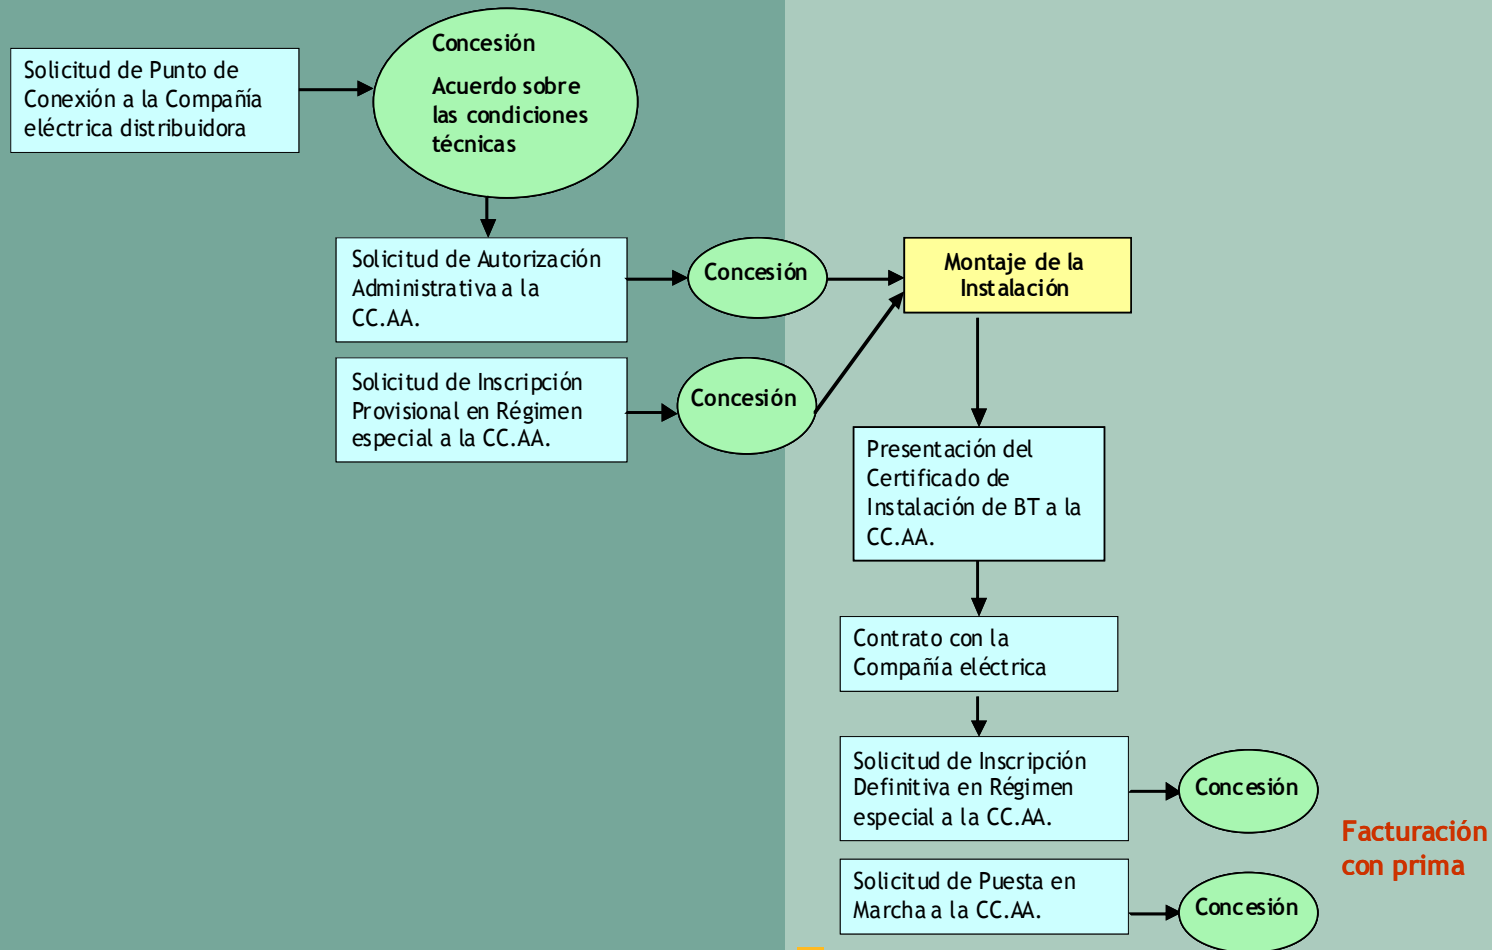 Solicitud de Punto de
Conexión a la Compañía
eléctrica distribuidora
Concesión
Acuerdo sobre
las condiciones
técnicas
Solicitud de Autorización
Administrativa a la
CC.AA.
Concesión
Montaje de la
Instalación
Solicitud de Inscripción
Provisional en Régimen
especial a la CC.AA.
Concesión
Presentación del
Certificado de
Instalación de BT a la
CC.AA.
Contrato con la
Compañía eléctrica
Solicitud de Inscripción
Definitiva en Régimen
especial a la CC.AA.
Concesión
Facturación
con prima
Solicitud de Puesta en
Marcha a la CC.AA.
Concesión